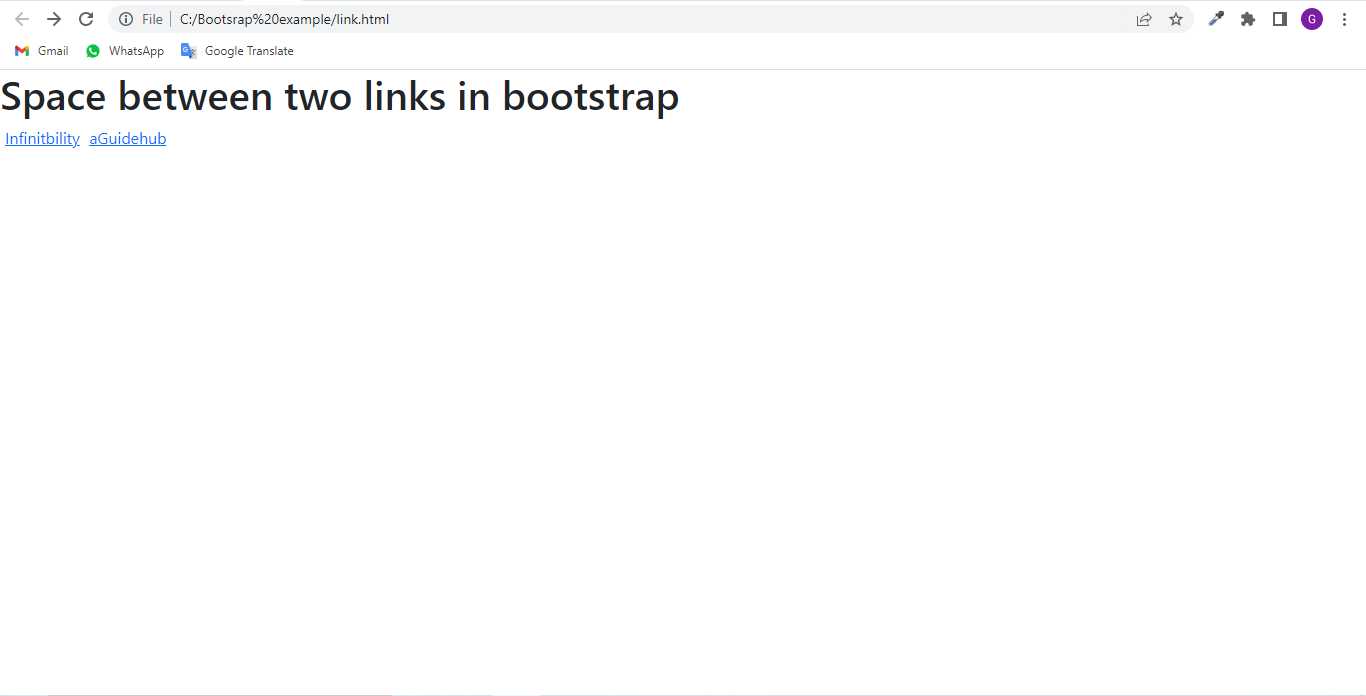 File C:/Bootsrap%20example/link.html G
Gmail WhatsApp Google Translate
Space between two links in bootstrap
Infinitbility aGuidehub